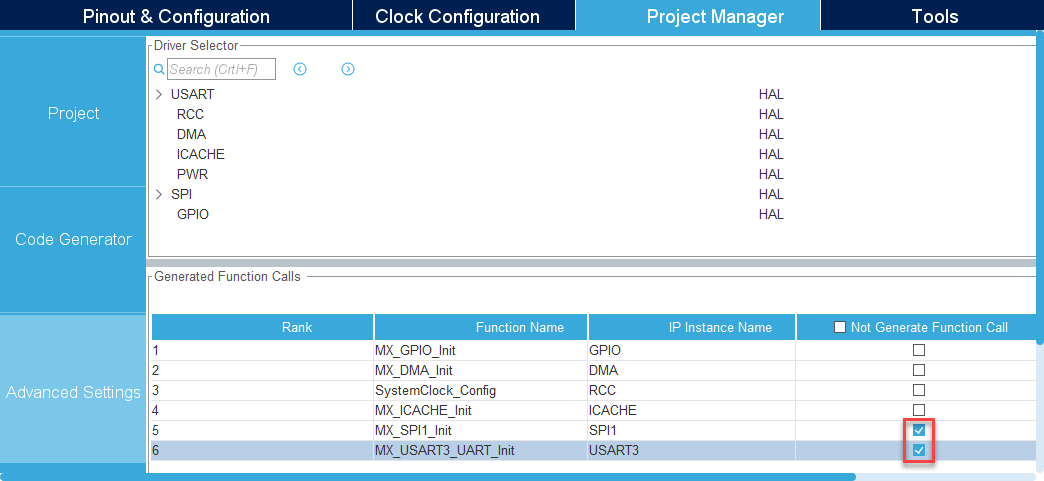 Pinout & Configuration Clock Configuration Project Manager Tools
Project
Code Generator
Advanced Settings
Driver Selector
Search (Crtl+F)
USART HAL
RCC HAL
DMA HAL
ICACHE HAL
PWR HAL
SPI HAL
GPIO HAL
Generated Function Calls
Rank Function Name IP Instance Name Not Generate Function Call
1 MX_GPIO_Init GPIO
2 MX_DMA_Init DMA
3 SystemClock_Config RCC
4 MX_ICACHE_Init ICACHE
5 MX_SPI1_Init SPI1
6 MX_USART3_UART_Init USART3